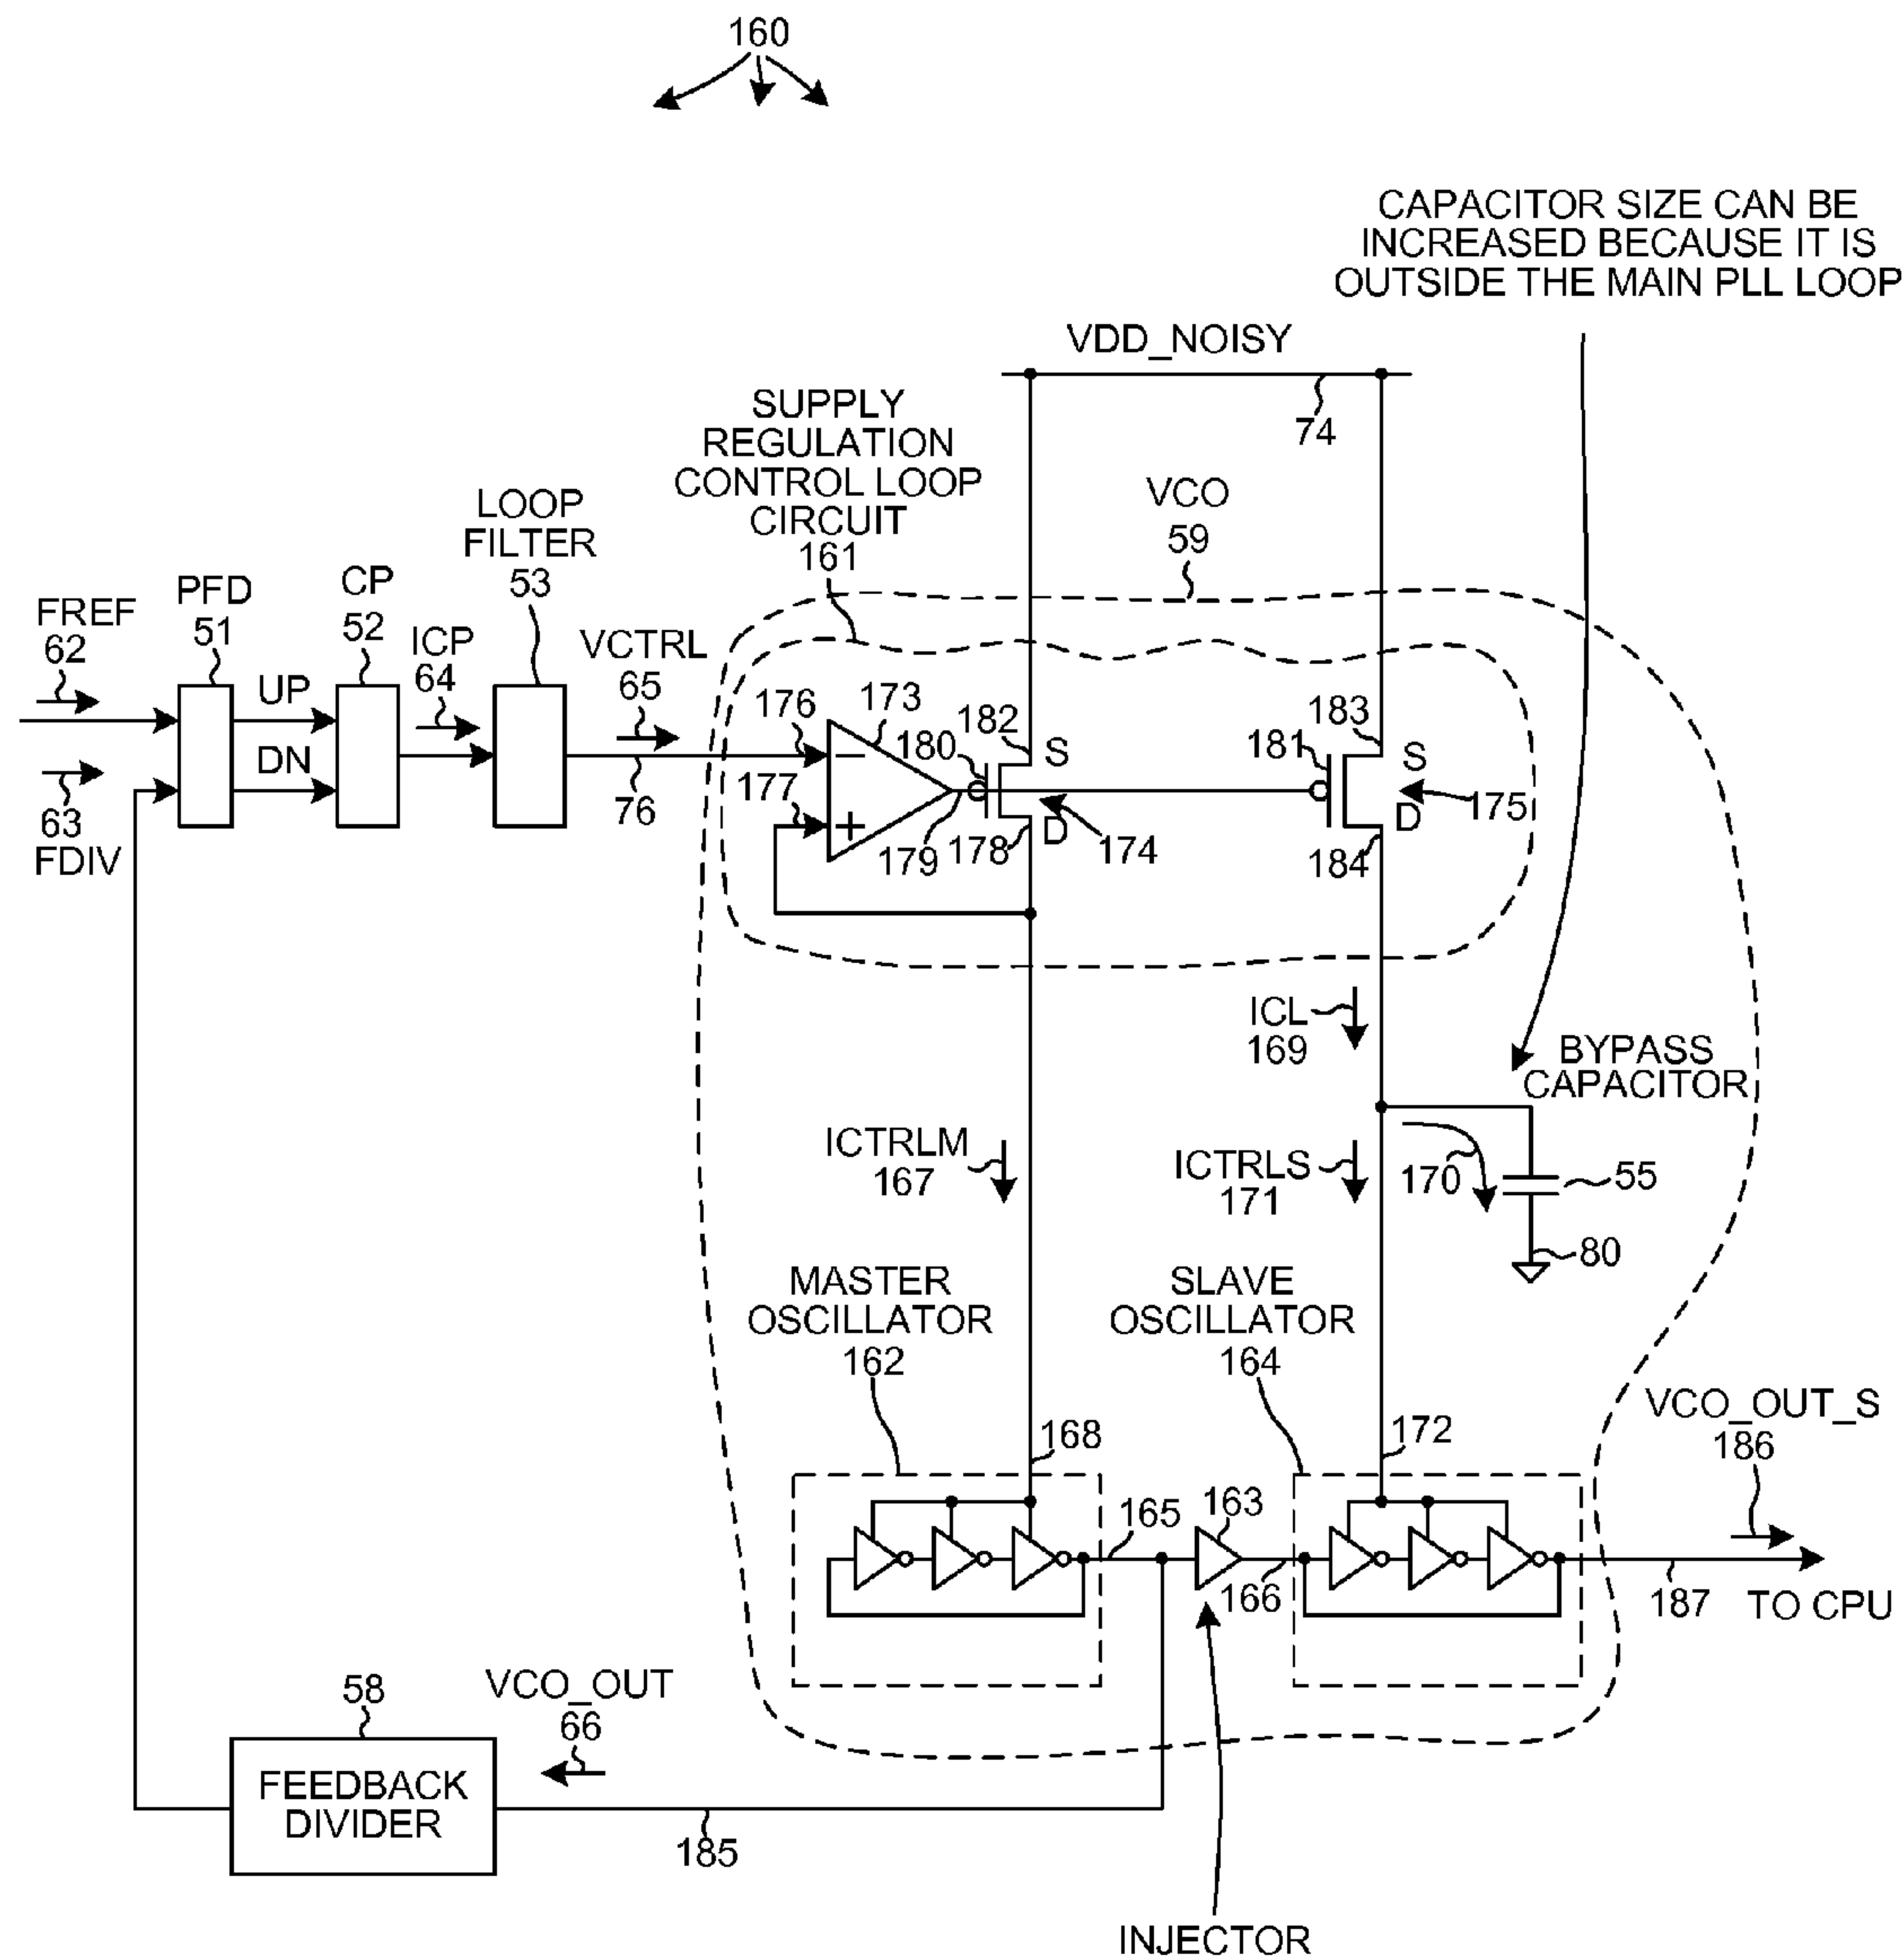 160
CAPACITOR SIZE CAN BE
INCREASED BECAUSE IT IS
OUTSIDE THE MAIN PLL LOOP
VDD_NOISY
74
SUPPLY
REGULATION
CONTROL LOOP
CIRCUIT
161
VCO
59
LOOP
FILTER
53
CP
52
PFD
51
FREF
62
UP
DN
ICP
64
VCTRL
65
76
63
FDIV
176
177
173
180
182
S
D
179
178
174
181
183
S
D
175
184
ICL
169
BYPASS
CAPACITOR
ICTRLM
167
ICTRLS
171
170
55
80
MASTER
OSCILLATOR
162
SLAVE
OSCILLATOR
164
168
172
VCO_OUT_S
186
165
163
166
187
TO CPU
58
VCO_OUT
66
FEEDBACK
DIVIDER
185
INJECTOR